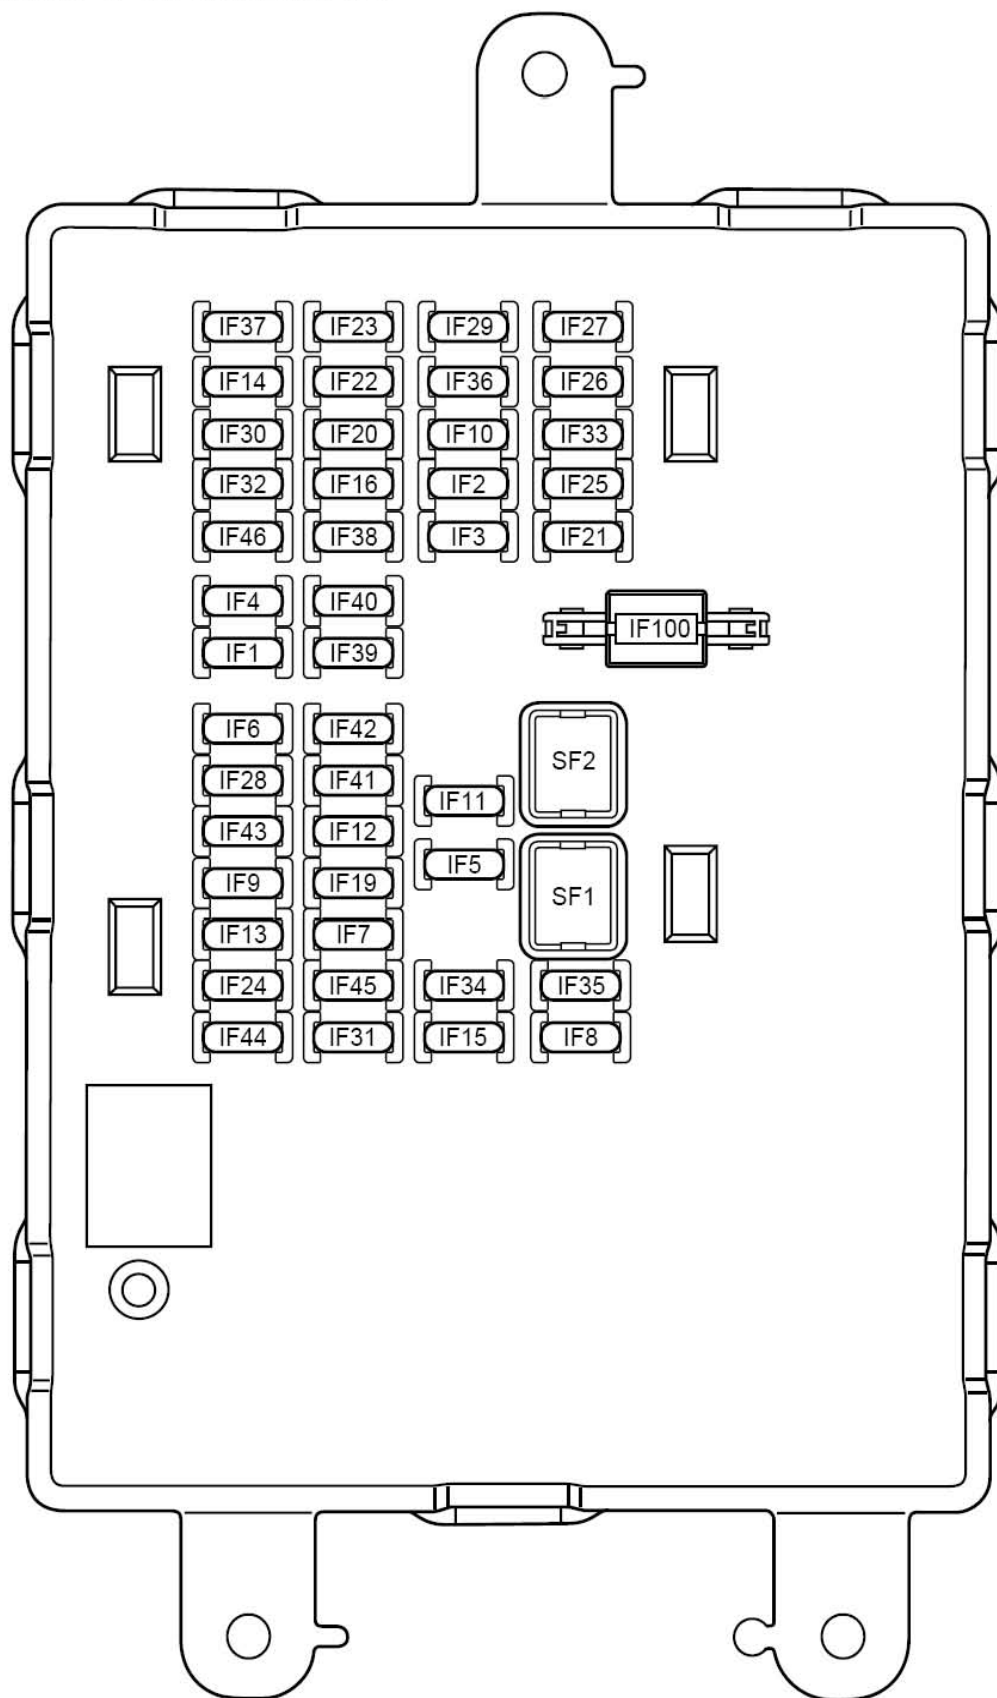 IF37 IF23 IF29 IF27
IF14 IF22 IF36 IF26
IF30 IF20 IF10 IF33
IF32 IF16 IF2 IF25
IF46 IF38 IF3 IF21
IF4 IF40
IF100
IF1 IF39
IF6 IF42
SF2
IF28 IF41
IF11
IF43 IF12
IF5
IF9 IF19
SF1
IF13 IF7
IF24 IF45 IF34 IF35
IF44 IF31 IF15 IF8